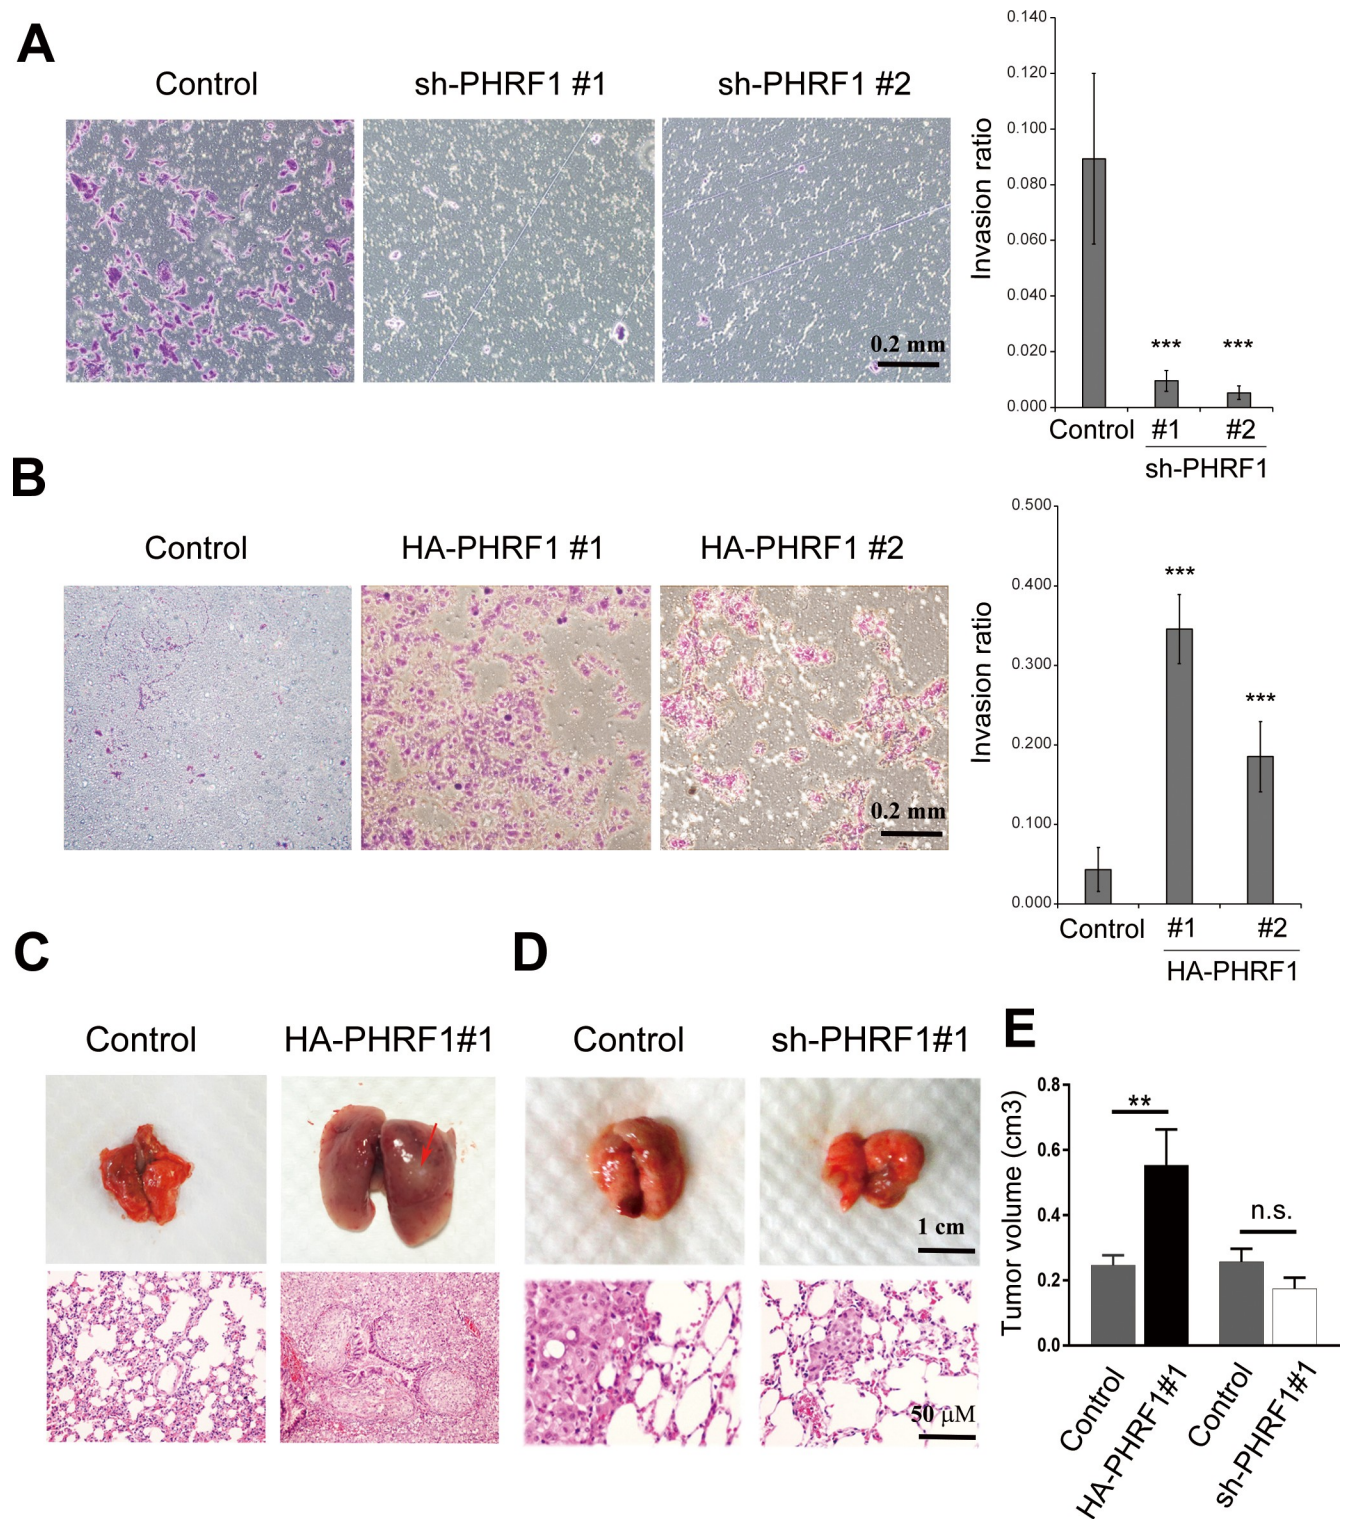 A
Control
sh-PHRF1 #1
sh-PHRF1 #2
0.2 mm
Invasion ratio
0.140
0.120
0.100
0.080
0.060
0.040
0.020
0.000
***
***
Control
#1
#2
sh-PHRF1
B
Control
HA-PHRF1 #1
HA-PHRF1 #2
0.2 mm
Invasion ratio
0.500
0.400
0.300
0.200
0.100
0.000
***
***
Control
#1
#2
HA-PHRF1
C
Control
HA-PHRF1#1
D
Control
sh-PHRF1#1
1 cm
50 μM
E
Tumor volume (cm3)
0.8
0.6
0.4
0.2
0.0
**
n.s.
Control
HA-PHRF1#1
Control
sh-PHRF1#1